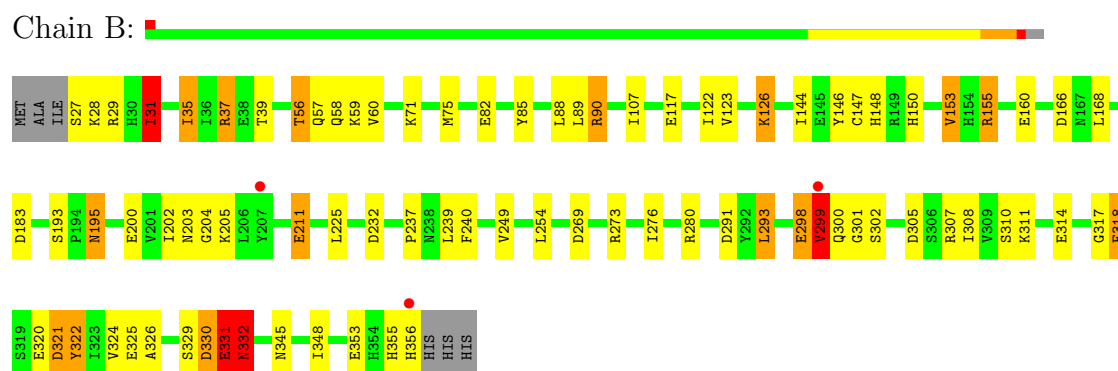 Chain B:
MET ALA ILE S27 K28 R29 H30 I31 I35 I36 R37 E38 T39 T56 Q57 Q58 K59 V60 K71 M75 E82 Y85 L88 L89 R90 I107 E117 I122 V123 K126 I144 E145 Y146 C147 H148 R149 H150 V153 H154 R155 E160 D166 N167 L168
D183 S193 P194 N195 E200 V201 I202 N203 G204 K205 L206 Y207 E211 L225 D232 P237 N238 L239 F240 V249 L254 D269 R273 I276 R280 D291 Y292 L293 E298 V299 Q300 G301 S302 D305 S306 R307 I308 V309 S310 K311 E314 G317
S319 E320 D321 Y322 I323 V324 E325 A326 S329 D330 E331 N332 N345 I348 E353 H354 H355 H356 HIS HIS HIS